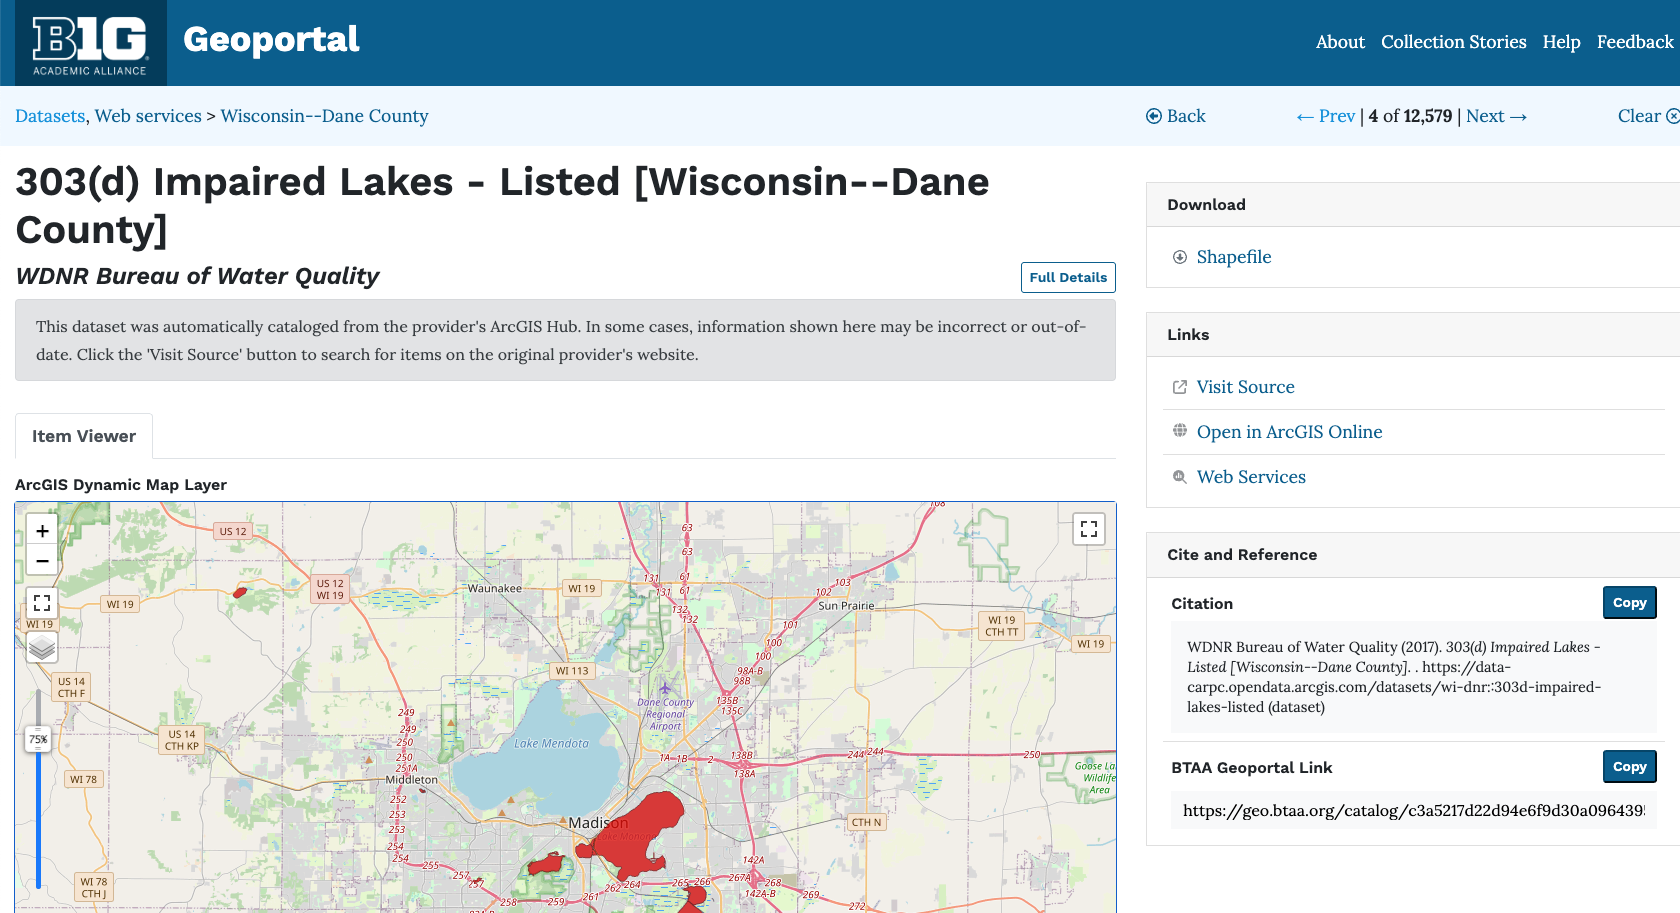 B1G
ACADEMIC ALLIANCE
Geoportal
About Collection Stories Help Feedback
Datasets, Web services > Wisconsin--Dane County
Back
← Prev | 4 of 12,579 | Next →
Clear
303(d) Impaired Lakes - Listed [Wisconsin--Dane
County]
WDNR Bureau of Water Quality
Full Details
This dataset was automatically cataloged from the provider's ArcGIS Hub. In some cases, information shown here may be incorrect or out-of-
date. Click the 'Visit Source' button to search for items on the original provider's website.
Item Viewer
ArcGIS Dynamic Map Layer
+
−
75%
US 12
US 12
WI 19
WI 19
WI 19
Waunakee
WI 19
Sun Prairie
WI 19
CTH TT
WI 19
108
63
63
131
61
131
61
132
132
103
102
101
100
100
98A-B
98B
135B
135C
WI 113
US 14
CTH F
US 14
CTH KP
WI 78
WI 78
CTH J
249
249
250
250
251A
252
253
253
254
254
255
257
257
258
259
261
262
264
265
266
267A
268
269
272
142A
142A-B
Dane County
Regional
Airport
Lake Mendota
Middleton
Madison
Lake Monona
1A-1B
2
138B
138A
244
244
250
Goose La
Wildlife
Area
CTH N
Download
Shapefile
Links
Visit Source
Open in ArcGIS Online
Web Services
Cite and Reference
Citation
Copy
WDNR Bureau of Water Quality (2017). 303(d) Impaired Lakes -
Listed [Wisconsin--Dane County]. . https://data-
carpc.opendata.arcgis.com/datasets/wi-dnr::303d-impaired-
lakes-listed (dataset)
BTAA Geoportal Link
Copy
https://geo.btaa.org/catalog/c3a5217d22d94e6f9d30a096439